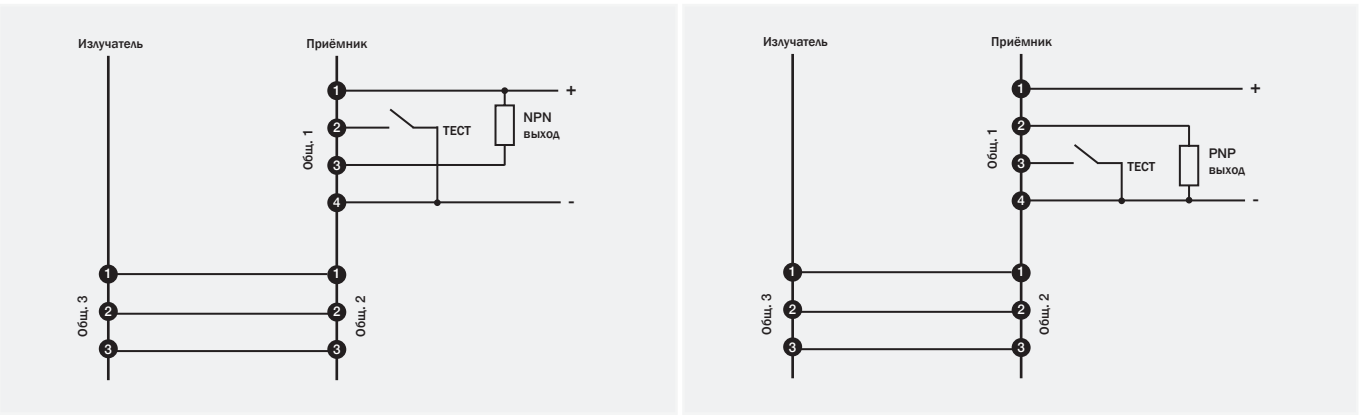 Излучатель
Приёмник
1
+
2
ТЕСТ
NPN
выход
Общ. 1
3
4
-
1
1
Общ. 3
2
2
Общ. 2
3
3
Излучатель
Приёмник
1
+
2
Общ. 1
3
ТЕСТ
PNP
выход
4
-
1
1
Общ. 3
2
2
Общ. 2
3
3